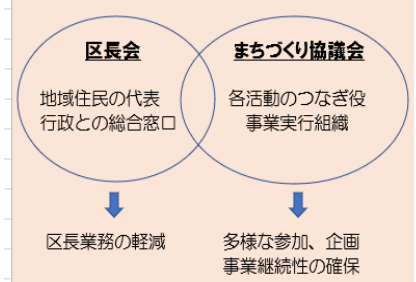 区長会
地域住民の代表
行政との総合窓口
まちづくり協議会
各活動のつなぎ役
事業実行組織
区長業務の軽減
多様な参加、企画
事業継続性の確保